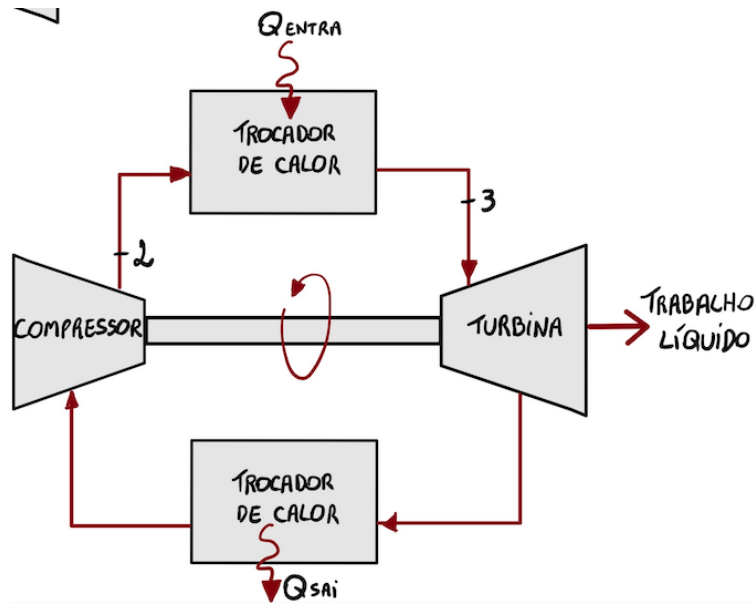 QENTRA
TROCADOR
DE CALOR
3
2
COMPRESSOR
TURBINA
TRABALHO
LÍQUIDO
TROCADOR
DE CALOR
QSAi